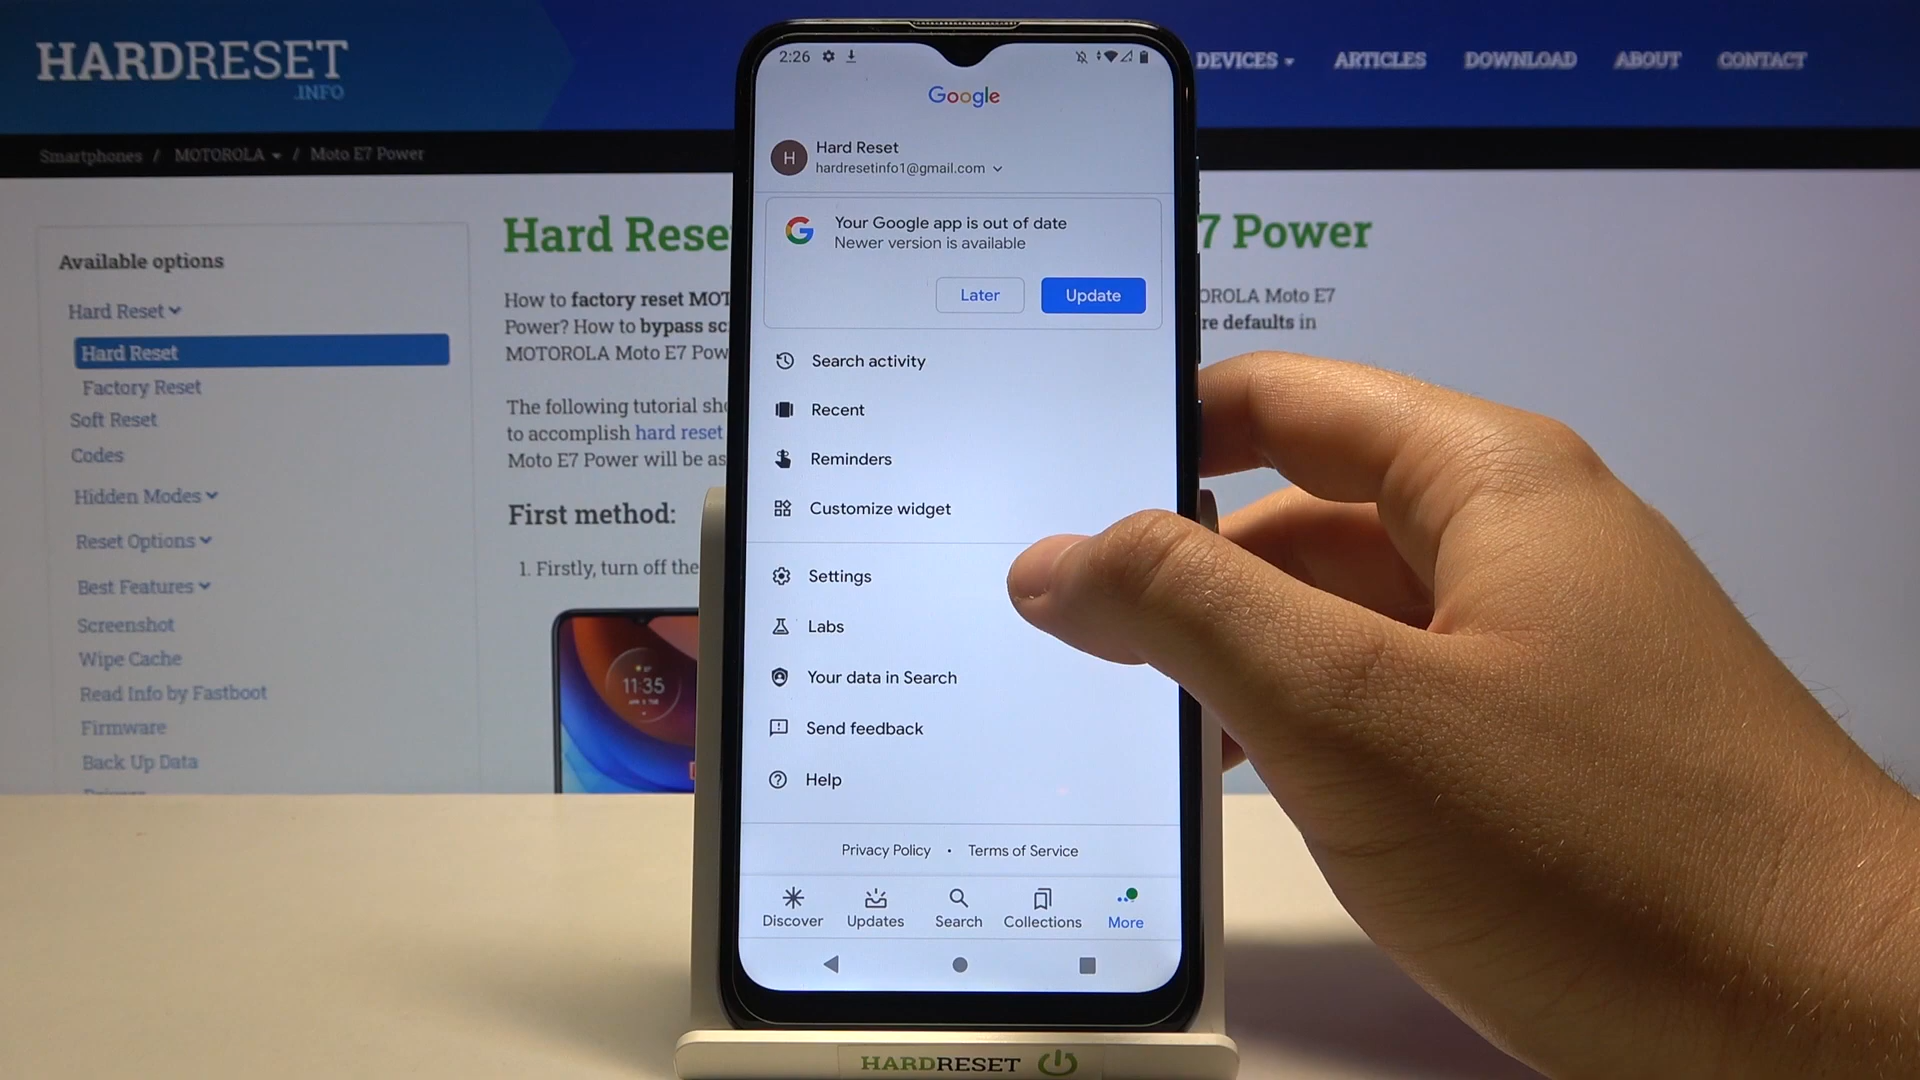 HARDRESET
.INFO
DEVICES
ARTICLES
DOWNLOAD
ABOUT
CONTACT
Smartphones / MOTOROLA / Moto E7 Power
Available options
Hard Reset
Hard Reset
Factory Reset
Soft Reset
Codes
Hidden Modes
Reset Options
Best Features
Screenshot
Wipe Cache
Read Info by Fastboot
Firmware
Back Up Data
Hard Rese
7 Power
How to factory reset MOT
OROLA Moto E7
Power? How to bypass sc
re defaults in
MOTOROLA Moto E7 Pow
The following tutorial sho
to accomplish hard reset
Moto E7 Power will be as
First method:
1. Firstly, turn off the
11:35
2:26
Google
H
Hard Reset
hardresetinfo1@gmail.com
Your Google app is out of date
Newer version is available
Later
Update
Search activity
Recent
Reminders
Customize widget
Settings
Labs
Your data in Search
Send feedback
Help
Privacy Policy • Terms of Service
Discover
Updates
Search
Collections
More
HARDRESET